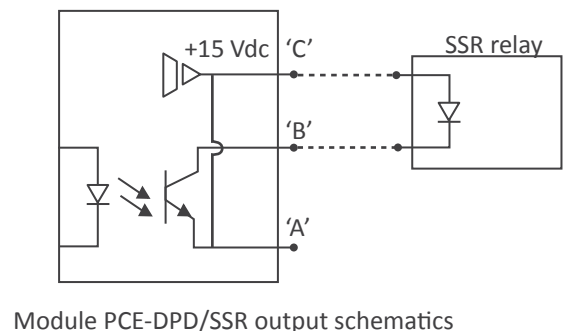 +15 Vdc
‘C’
SSR relay
‘B’
‘A’
Module PCE-DPD/SSR output schematics